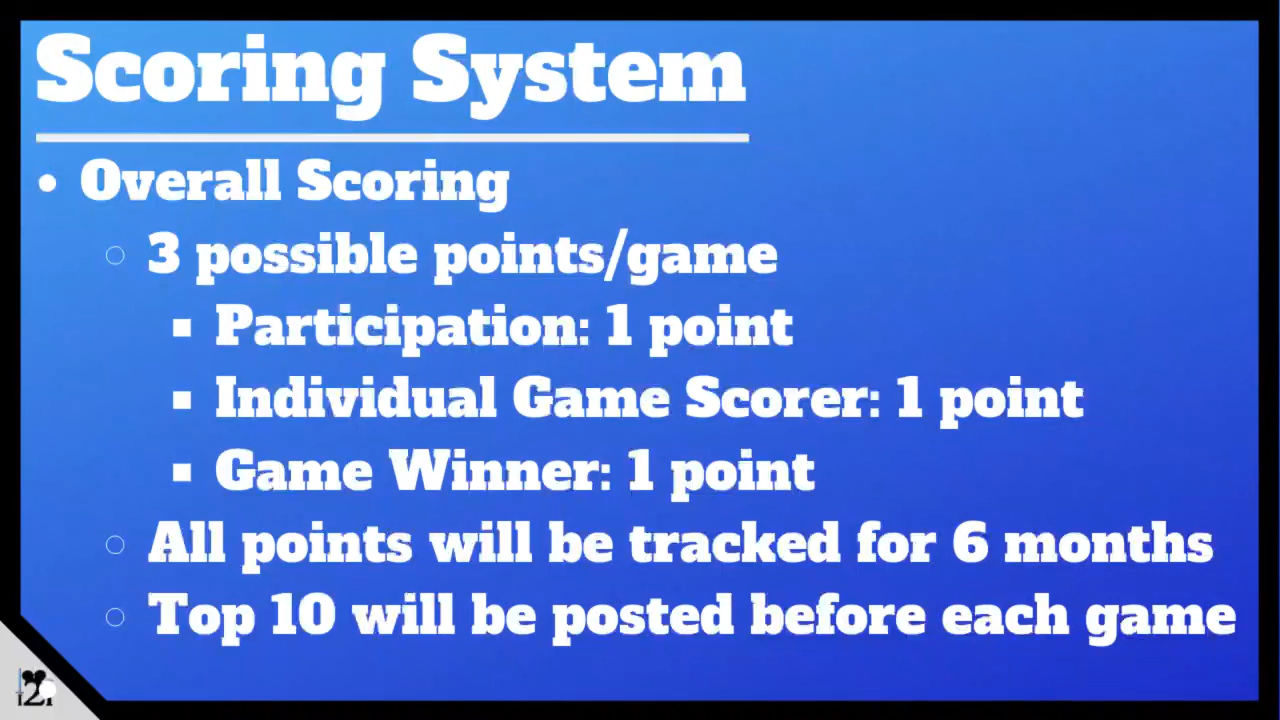 Scoring System
Overall Scoring
3 possible points/game
Participation: 1 point
Individual Game Scorer: 1 point
Game Winner: 1 point
All points will be tracked for 6 months
Top 10 will be posted before each game